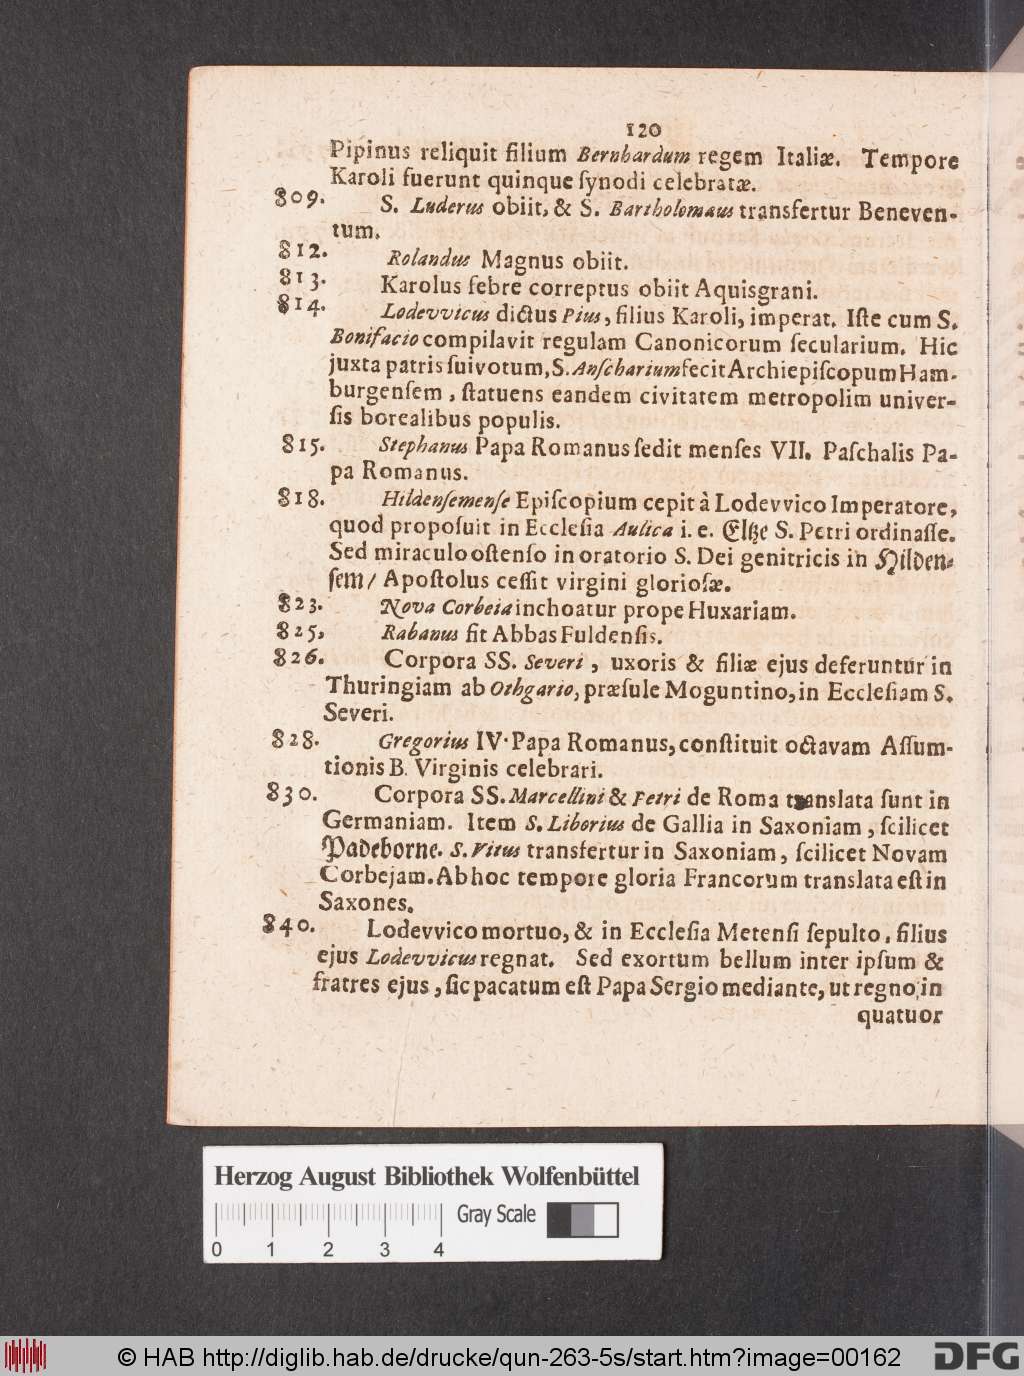 120
Pipinus reliquit filium Bernhardum regem Italiæ. Tempore
Karoli fuerunt quinque ſynodi celebratæ.
809. S. Luderus obiit, & S. Bartholomæus transfertur Beneven-
tum.
812. Rolandus Magnus obiit.
813. Karolus febre correptus obiit Aquisgrani.
814. Lodevvicus dictus Pius, filius Karoli, imperat. Iſte cum S.
Bonifacio compilavit regulam Canonicorum ſecularium. Hic
juxta patris ſui votum, S. Anſcharium fecit Archiepiſcopum Ham-
burgenſem, ſtatuens eandem civitatem metropolim univer-
ſis borealibus populis.
815. Stephanus Papa Romanus ſedit menſes VII. Paſchalis Pa-
pa Romanus.
818. Hildenſemenſe Epiſcopium cepit à Lodevvico Imperatore,
quod propoſuit in Eccleſia Aulica i. e. Eltze S. Petri ordinaſſe.
Sed miraculo oſtenſo in oratorio S. Dei genitricis in Hilden-
ſem / Apoſtolus ceſſit virgini glorioſæ.
823. Nova Corbeia inchoatur prope Huxariam.
825. Rabanus fit Abbas Fuldenſis.
826. Corpora SS. Severi, uxoris & filiæ ejus deferuntur in
Thuringiam ab Othgario, præſule Moguntino, in Eccleſiam S.
Severi.
828. Gregorius IV. Papa Romanus, conſtituit octavam Aſſum-
tionis B. Virginis celebrari.
830. Corpora SS. Marcellini & Petri de Roma translata ſunt in
Germaniam. Item S. Liborius de Gallia in Saxoniam, ſcilicet
Padeborne. S. Vitus transfertur in Saxoniam, ſcilicet Novam
Corbejam. Ab hoc tempore gloria Francorum translata eſt in
Saxones.
840. Lodevvico mortuo, & in Eccleſia Metenſi ſepulto, filius
ejus Lodevvicus regnat. Sed exortum bellum inter ipſum &
fratres ejus, ſic pacatum eſt Papa Sergio mediante, ut regno in
quatuor
Herzog August Bibliothek Wolfenbüttel
Gray Scale
0 1 2 3 4
© HAB http://diglib.hab.de/drucke/qun-263-5s/start.htm?image=00162
DFG